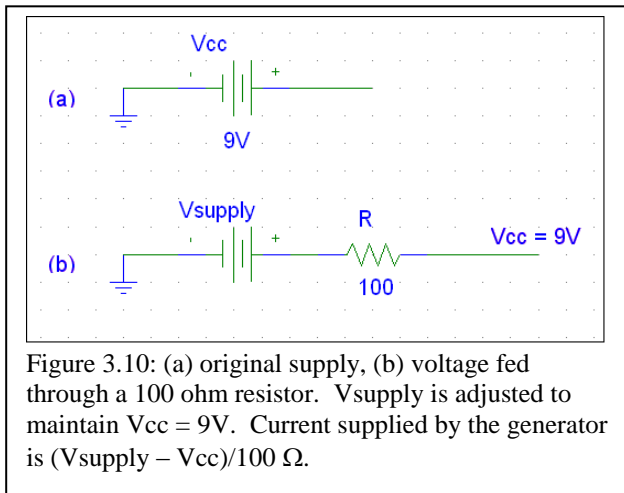 Vcc
- +
(a)
9V
Vsupply R
- + Vcc = 9V
(b)
100
Figure 3.10: (a) original supply, (b) voltage fed
through a 100 ohm resistor. Vsupply is adjusted to
maintain Vcc = 9V. Current supplied by the generator
is (Vsupply – Vcc)/100 Ω.